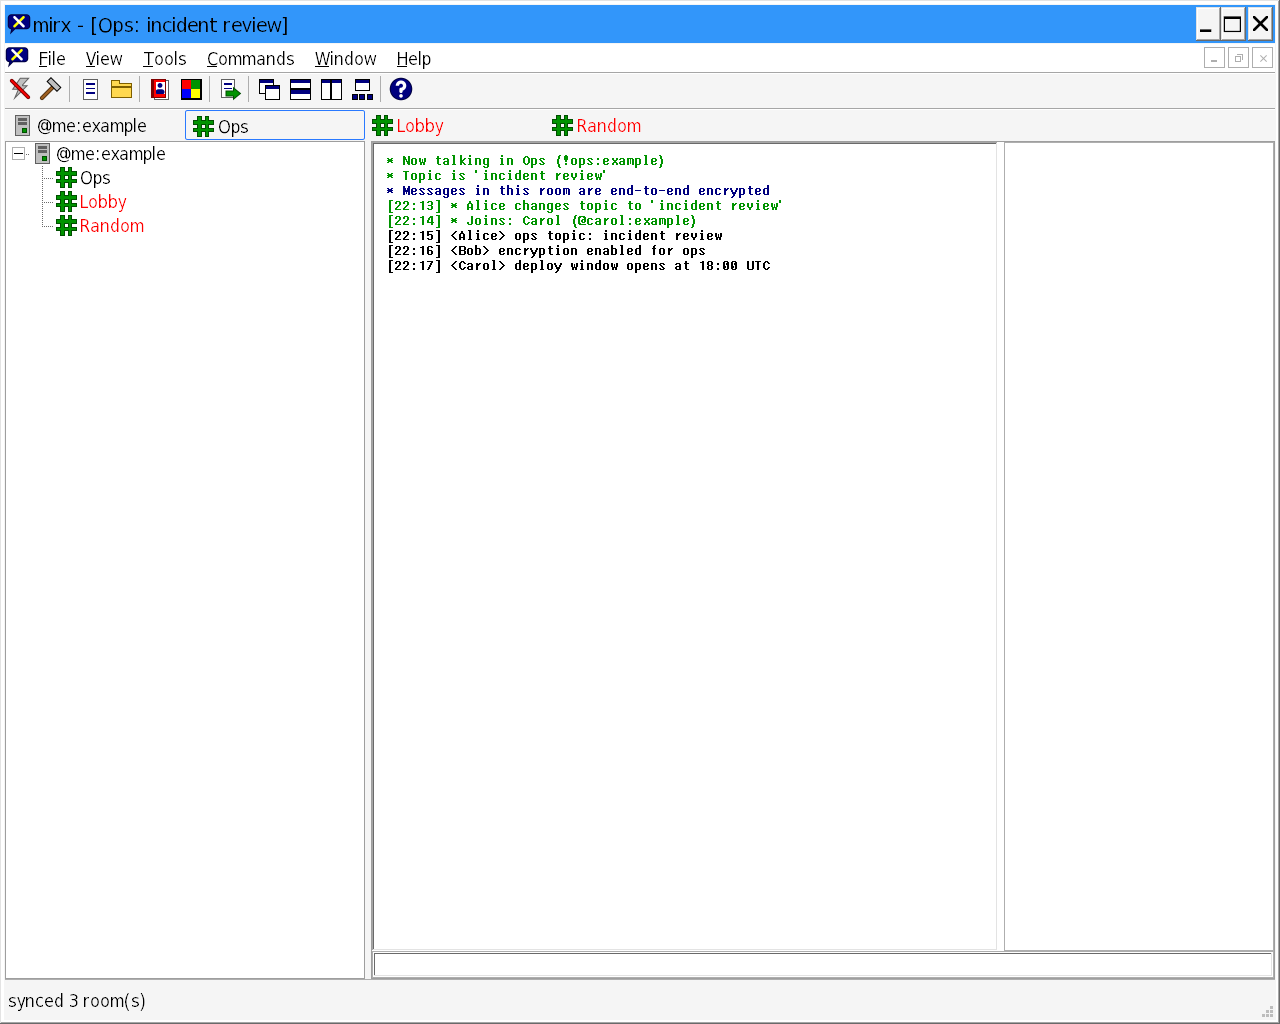 mirx - [Ops: incident review]
File View Tools Commands Window Help
@me:example Ops Lobby Random
@me:example
Ops
Lobby
Random
* Now talking in Ops (!ops:example)
* Topic is 'incident review'
* Messages in this room are end-to-end encrypted
[22:13] * Alice changes topic to 'incident review'
[22:14] * Joins: Carol (@carol:example)
[22:15] <Alice> ops topic: incident review
[22:16] <Bob> encryption enabled for ops
[22:17] <Carol> deploy window opens at 18:00 UTC
synced 3 room(s)